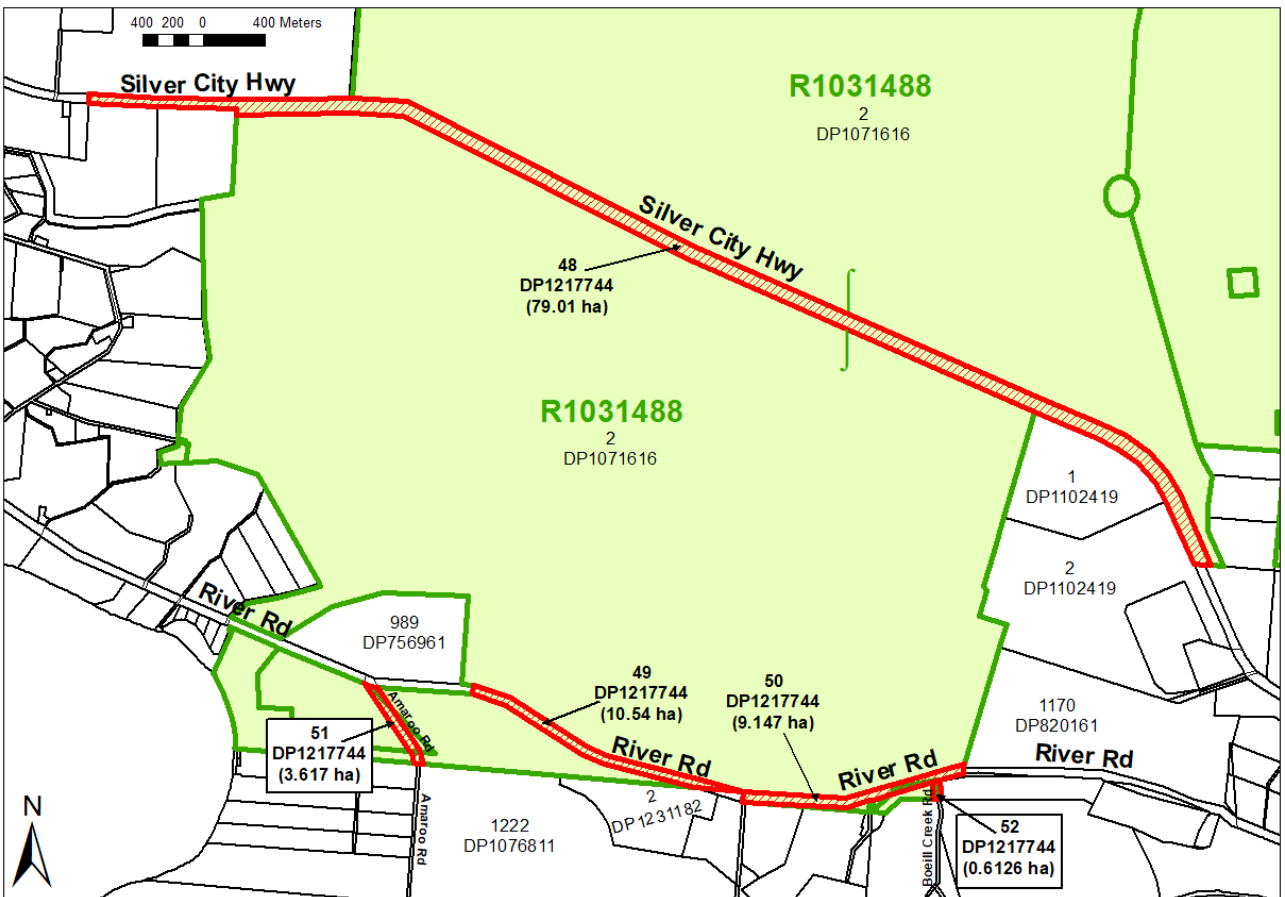 400 200 0 400 Meters
Silver City Hwy
R1031488
2
DP1071616
Silver City Hwy
48
DP1217744
(79.01 ha)
R1031488
2
DP1071616
1
DP1102419
2
DP1102419
River Rd
989
DP756961
49
DP1217744
(10.54 ha)
50
DP1217744
(9.147 ha)
Amaroo Rd
51
DP1217744
(3.617 ha)
1170
DP820161
River Rd
River Rd
River Rd
2
DP1231182
Amaroo Rd
1222
DP1076811
Boeill Creek Rd
52
DP1217744
(0.6126 ha)
N